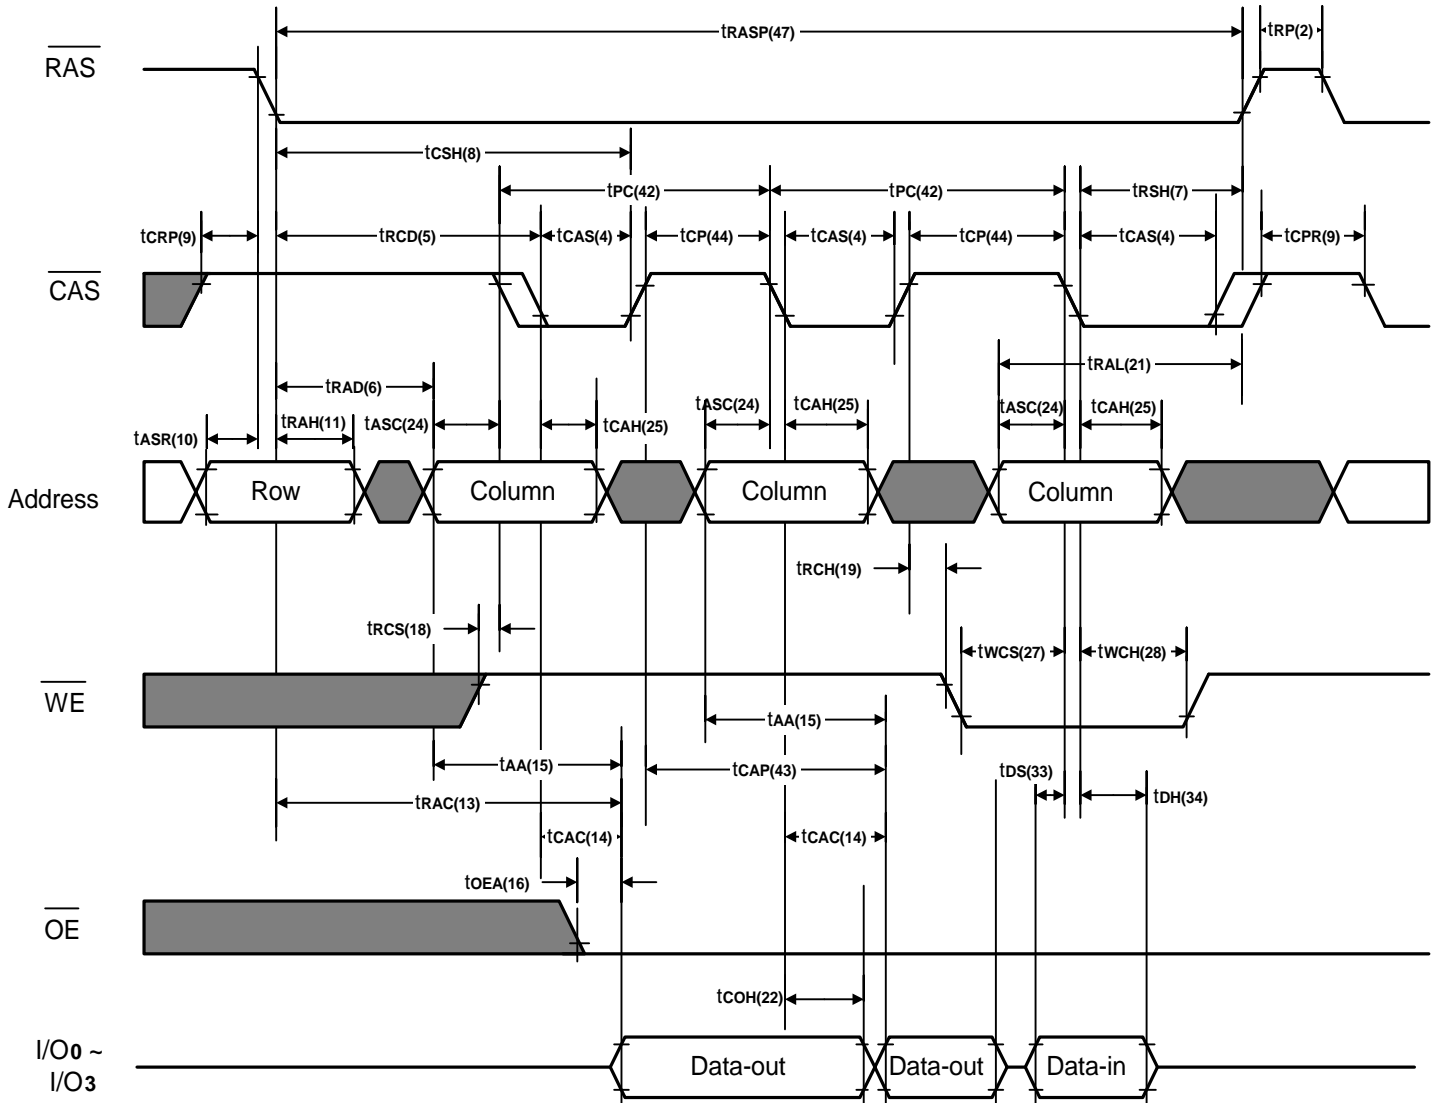 tRASP(47) tRP(2)
RAS
tCSH(8)
tPC(42) tPC(42) tRSH(7)
tCRP(9) tRCD(5) tCAS(4) tCP(44) tCAS(4) tCP(44) tCAS(4) tCPR(9)
CAS
tRAL(21)
tRAD(6)
tASR(10) tRAH(11) tASC(24) tCAH(25) tASC(24) tCAH(25) tASC(24) tCAH(25)
Address Row Column Column Column
tRCH(19)
tRCS(18)
tWCS(27) tWCH(28)
WE
tAA(15)
tAA(15) tCAP(43) tDS(33)
tRAC(13) tDH(34)
tCAC(14) tCAC(14)
tOEA(16)
OE
tCOH(22)
I/O0 ~
I/O3
Data-out Data-out Data-in